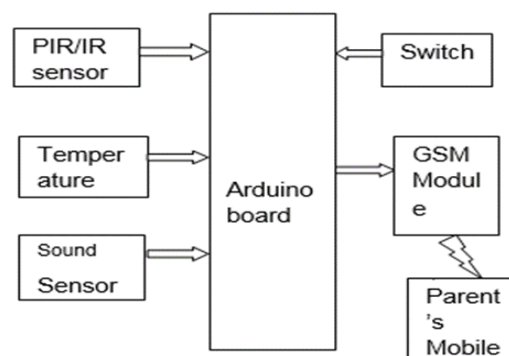 PIR/IR
sensor
Switch
Temper
ature
Arduino
board
GSM
Modul
e
Sound
Sensor
Parent
's
Mobile